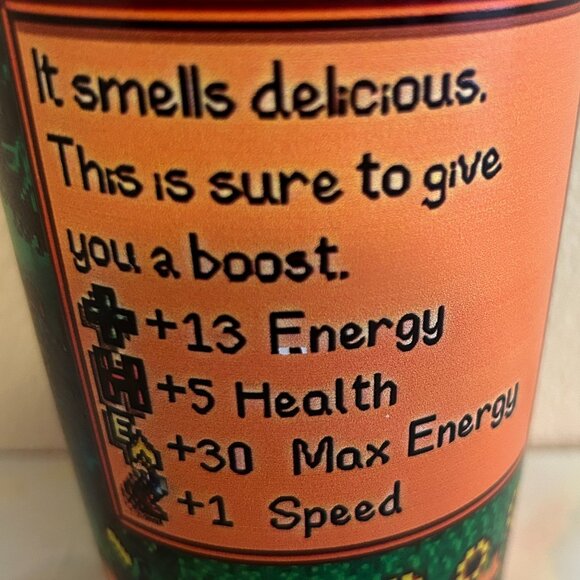 It smells delicious.
This is sure to give
you a boost.
+13 Energy
+5 Health
E +30 Max Energy
+1 Speed